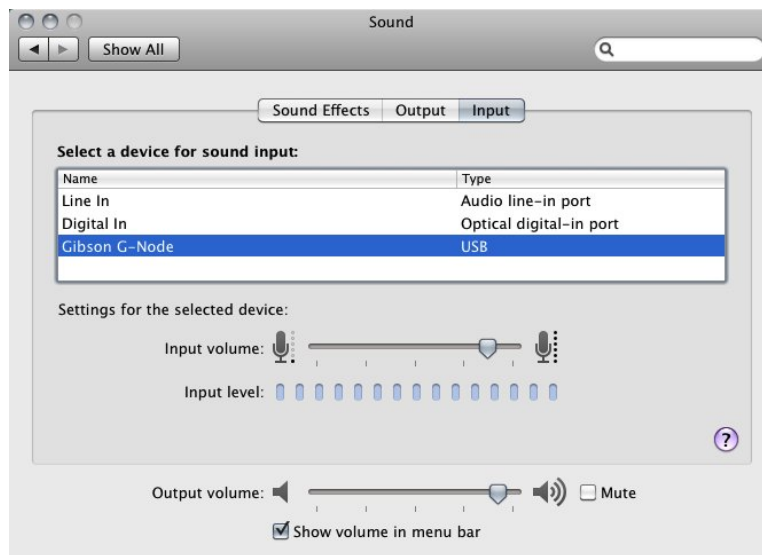 Sound
Show All
Sound Effects Output Input
Select a device for sound input:
Name Type
Line In Audio line-in port
Digital In Optical digital-in port
Gibson G-Node USB
Settings for the selected device:
Input volume:
Input level:
?
Output volume: Mute
Show volume in menu bar